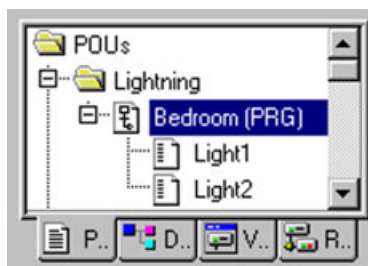 POUs
Lightning
Bedroom (PRG)
Light1
Light2
P.. D.. V.. R..